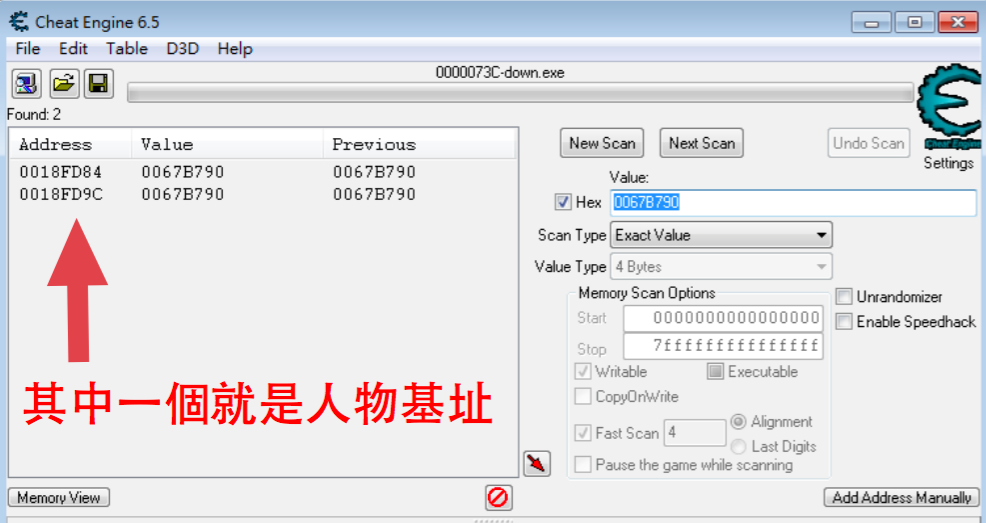 Cheat Engine 6.5
File Edit Table D3D Help
0000073C-down.exe
Found: 2
Address Value Previous
0018FD84 0067B790 0067B790
0018FD9C 0067B790 0067B790
其中一個就是人物基址
Memory View
New Scan Next Scan Undo Scan
Cheat Engine
Settings
Value:
Hex 0067B790
Scan Type Exact Value
Value Type 4 Bytes
Memory Scan Options
Start 0000000000000000
Stop 7fffffffffffffff
Writable Executable
CopyOnWrite
Fast Scan 4 Alignment
Last Digits
Pause the game while scanning
Unrandomizer
Enable Speedhack
Add Address Manually